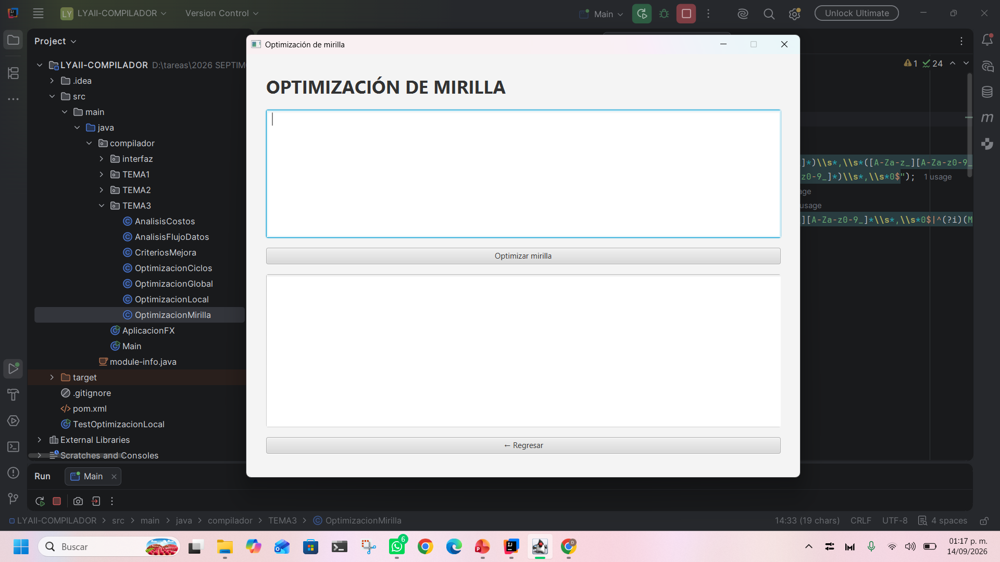 LY LYAII-COMPILADOR Version Control Main Unlock Ultimate
Project
LYAII-COMPILADOR D:\tareas\2026 SEPTIM
.idea
src
main
java
compilador
interfaz
TEMA1
TEMA2
TEMA3
AnalisisCostos
AnalisisFlujoDatos
CriteriosMejora
OptimizacionCiclos
OptimizacionGlobal
OptimizacionLocal
OptimizacionMirilla
AplicacionFX
Main
module-info.java
target
.gitignore
pom.xml
TestOptimizacionLocal
External Libraries
Scratches and Consoles
Optimización de mirilla
OPTIMIZACIÓN DE MIRILLA
Optimizar mirilla
← Regresar
1 24
]*)\\s*,\\s*([A-Za-z_][A-Za-z0-9_
z0-9_]*)\\s*,\\s*0$"); 1 usage
age
usage
][A-Za-z0-9_]*\\s*,\\s*0$|^(?i)(M
m
Run Main
LYAII-COMPILADOR > src > main > java > compilador > TEMA3 > OptimizacionMirilla 14:33 (19 chars) CRLF UTF-8 4 spaces
Buscar
6
D
01:17 p. m.
14/09/2026